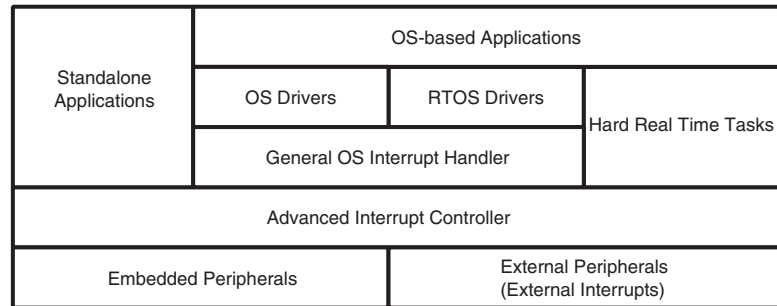 OS-based Applications
Standalone
Applications
OS Drivers
RTOS Drivers
Hard Real Time Tasks
General OS Interrupt Handler
Advanced Interrupt Controller
Embedded Peripherals
External Peripherals
(External Interrupts)